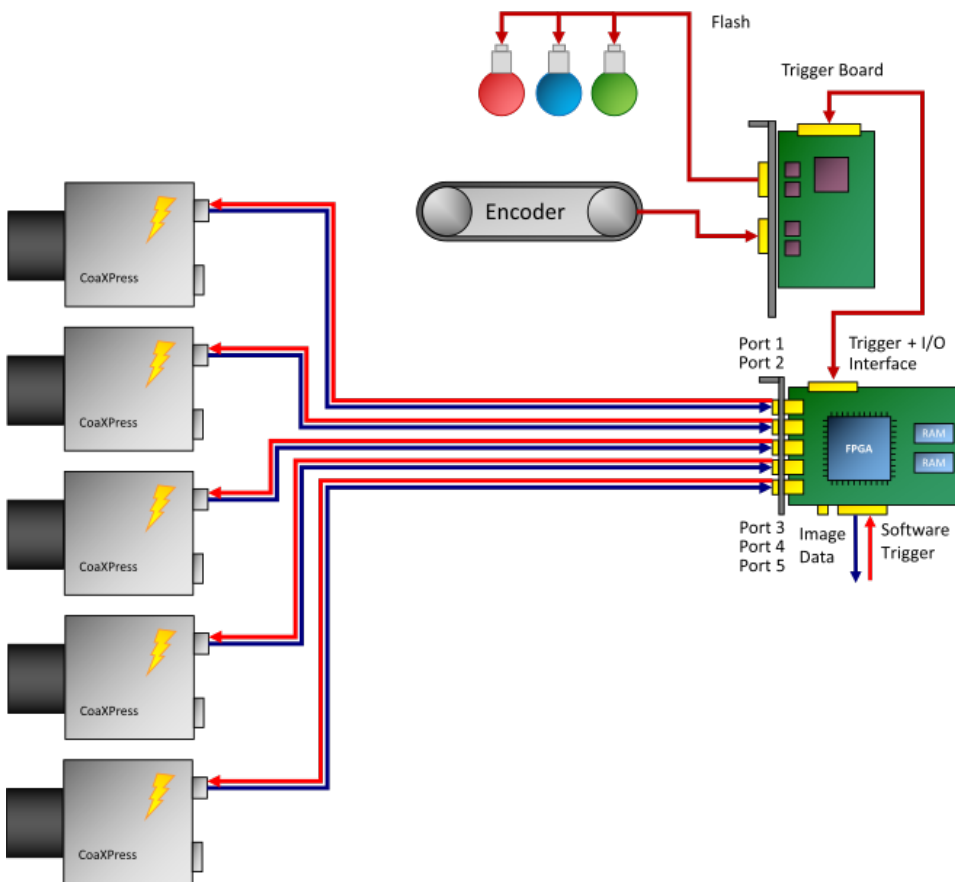 Flash
Trigger Board
Encoder
CoaXPress
Port 1
Port 2
Trigger + I/O
Interface
CoaXPress
FPGA
RAM
RAM
CoaXPress
Port 3
Port 4
Port 5
Image
Data
Software
Trigger
CoaXPress
CoaXPress